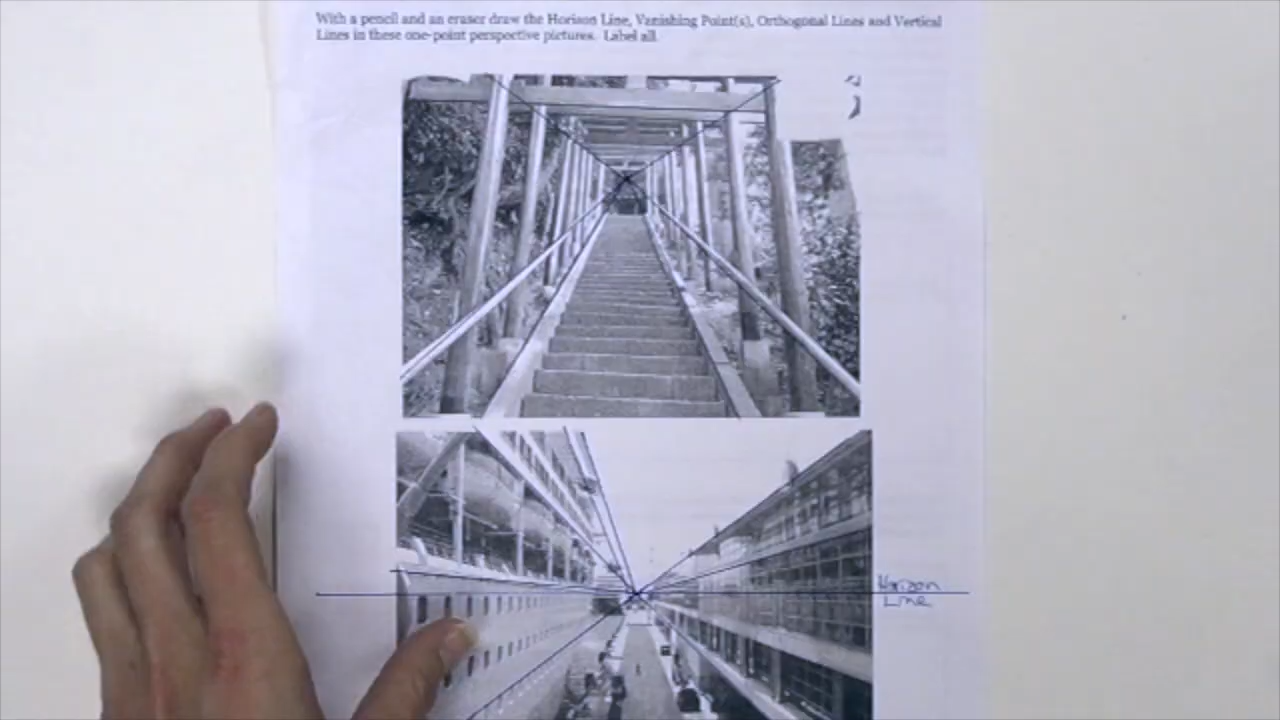 With a pencil and an eraser draw the Horison Line, Vanishing Point(s), Orthogonal Lines and Vertical
Lines in these one-point perspective pictures. Label all.
Horizon
Line